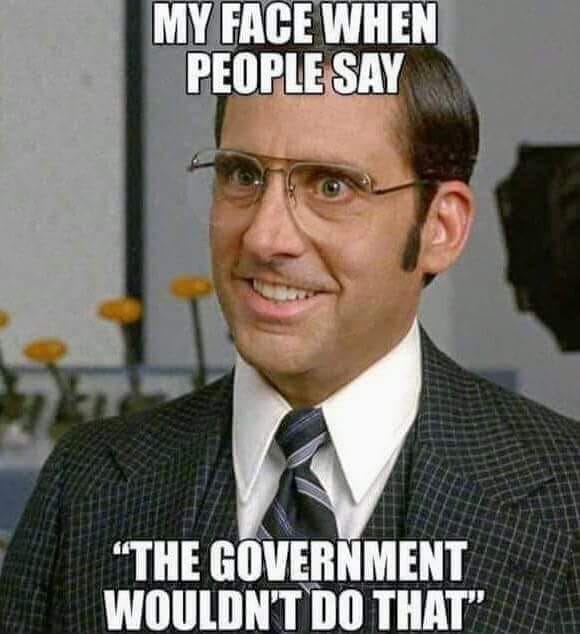 MY FACE WHEN
PEOPLE SAY
“THE GOVERNMENT
WOULDN'T DO THAT”